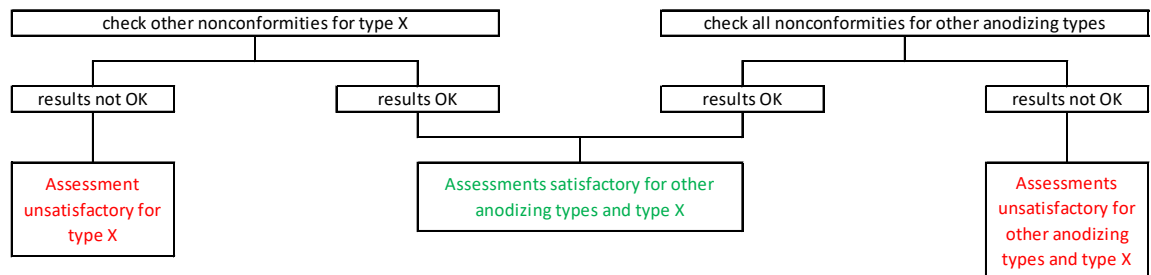 check other nonconformities for type X
check all nonconformities for other anodizing types
results not OK
results OK
results OK
results not OK
Assessment
unsatisfactory for
type X
Assessments satisfactory for other
anodizing types and type X
Assessments
unsatisfactory for
other anodizing
types and type X